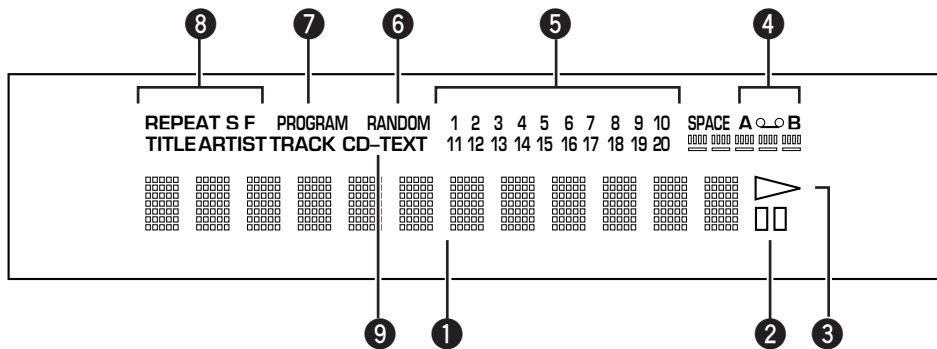 8 7 6 5 4
REPEAT S F PROGRAM RANDOM 1 2 3 4 5 6 7 8 9 10 SPACE A B
TITLE ARTIST TRACK CD-TEXT 11 12 13 14 15 16 17 18 19 20
9 1 2 3